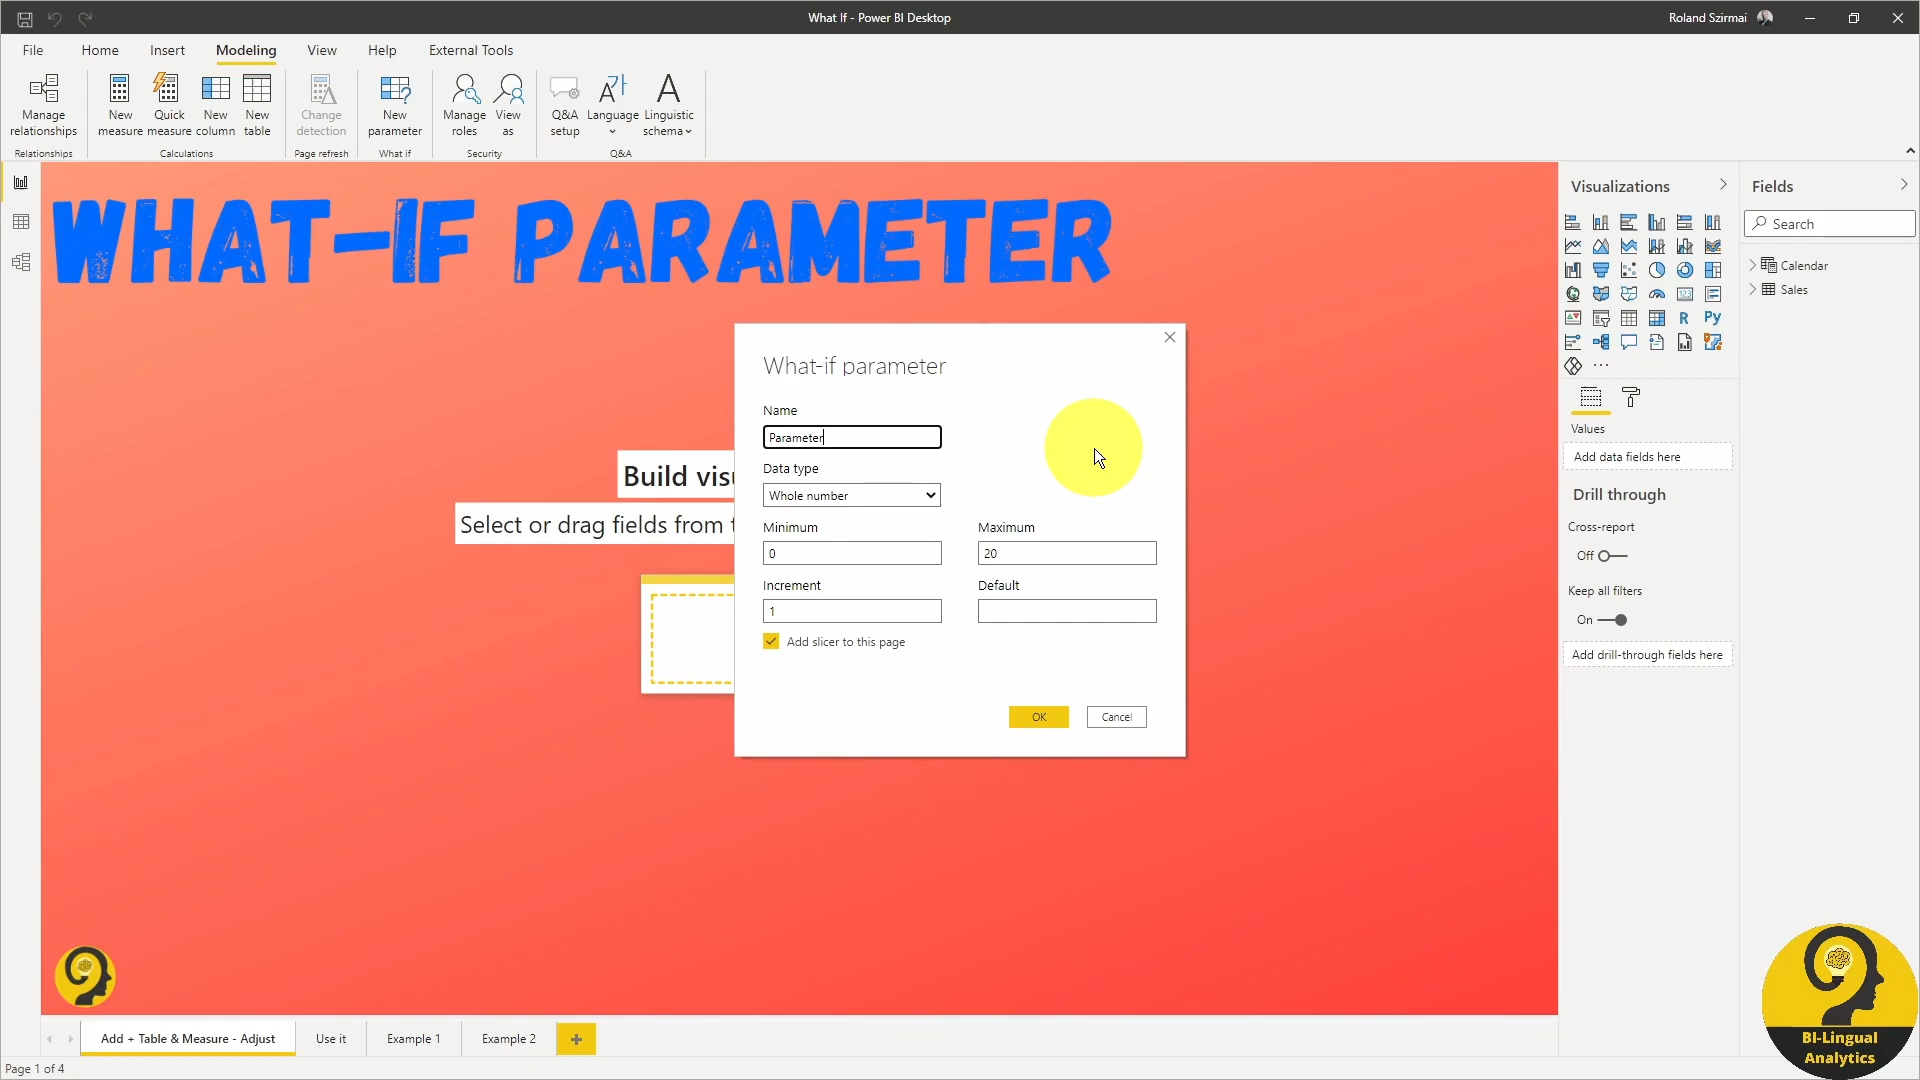 What If - Power BI Desktop
Roland Szirmai
File Home Insert Modeling View Help External Tools
Manage relationships
New measure
Quick measure
New column
New table
Change detection
New parameter
Manage roles
View as
Q&A setup
Language
Linguistic schema
Relationships
Calculations
Page refresh
What if
Security
Q&A
WHAT-IF PARAMETER
Build visu
Select or drag fields from t
What-if parameter
Name
Parameter
Data type
Whole number
Minimum
Maximum
0
20
Increment
Default
1
Add slicer to this page
OK
Cancel
Visualizations
R
Py
123
Values
Add data fields here
Drill through
Cross-report
Off
Keep all filters
On
Add drill-through fields here
Fields
Search
Calendar
Sales
Add + Table & Measure - Adjust
Use it
Example 1
Example 2
Page 1 of 4
BI-Lingual
Analytics